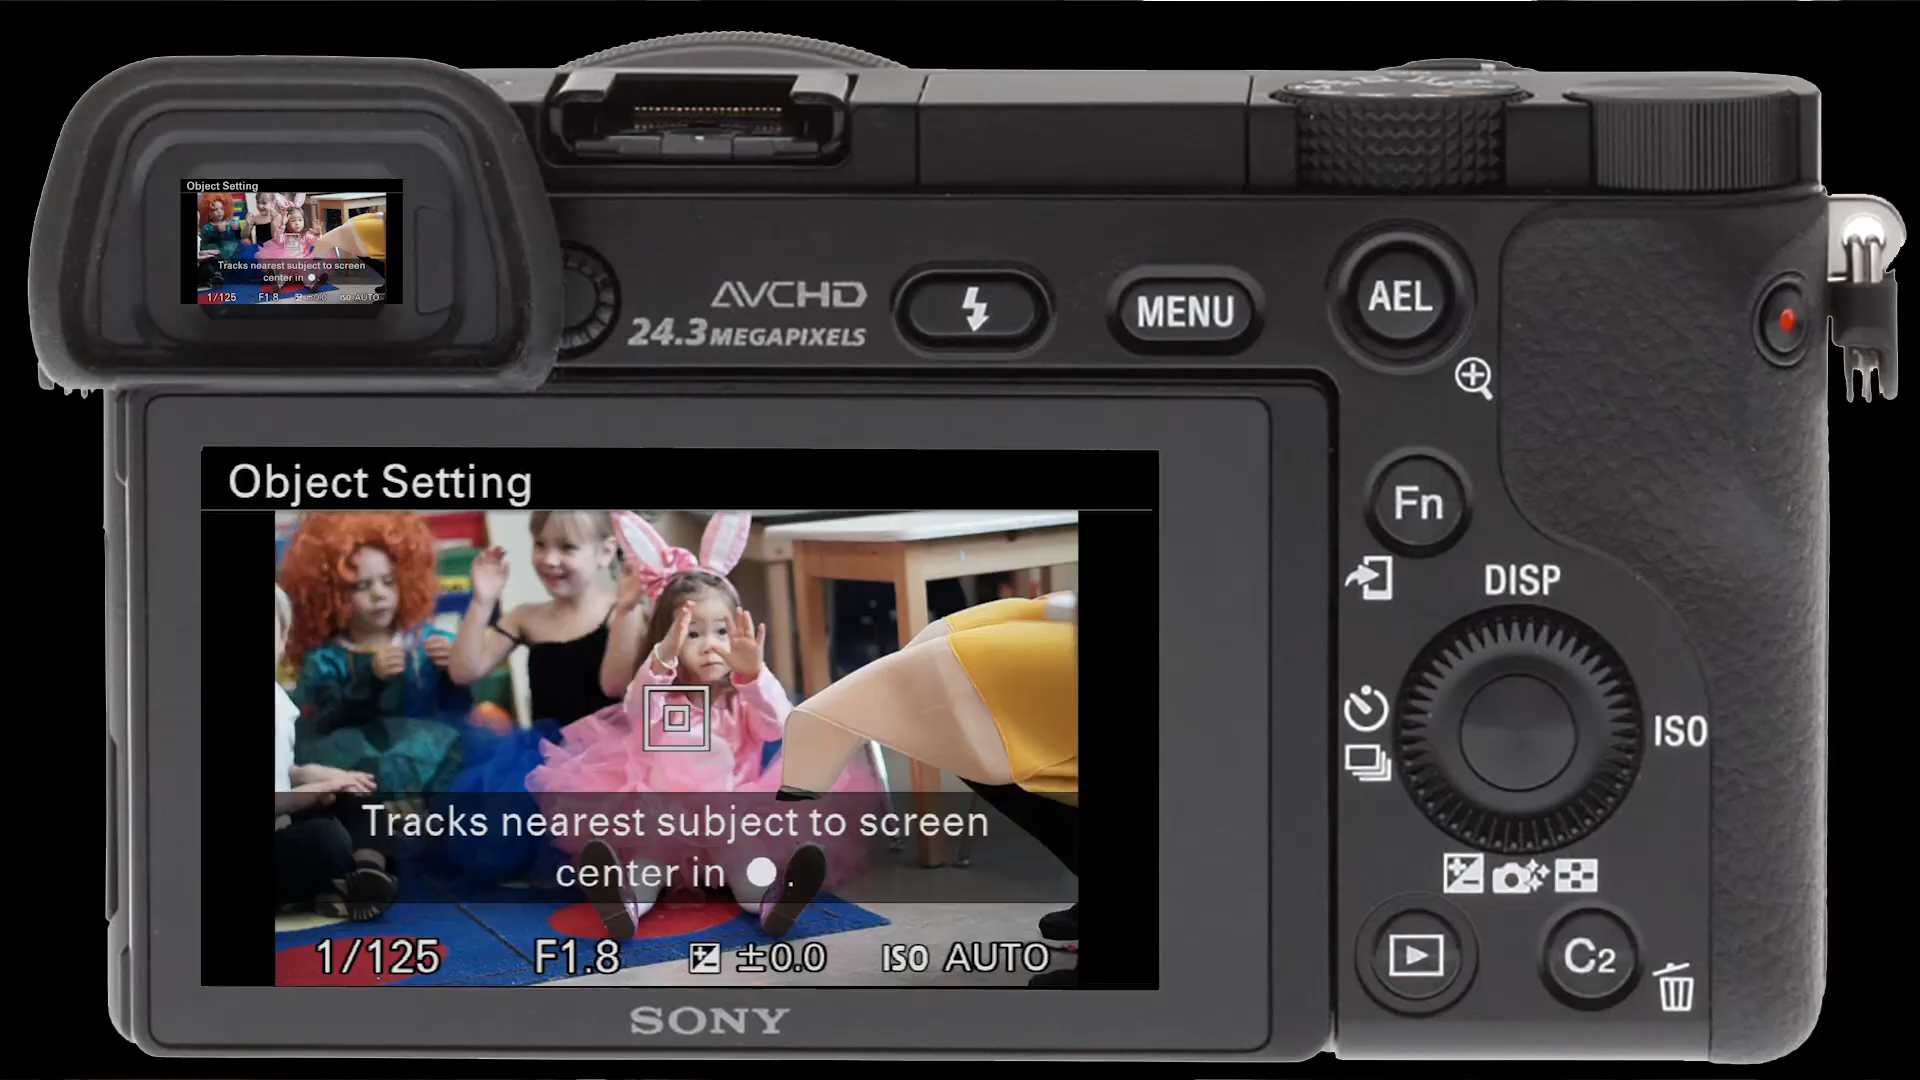 Object Setting
Tracks nearest subject to screen
center in .
1/125 F1.8 ±0.0 ISO AUTO
AVCHD
24.3 MEGAPIXELS
MENU
AEL
Fn
DISP
ISO
Object Setting
Tracks nearest subject to screen
center in .
1/125 F1.8 ±0.0 ISO AUTO
C2
SONY